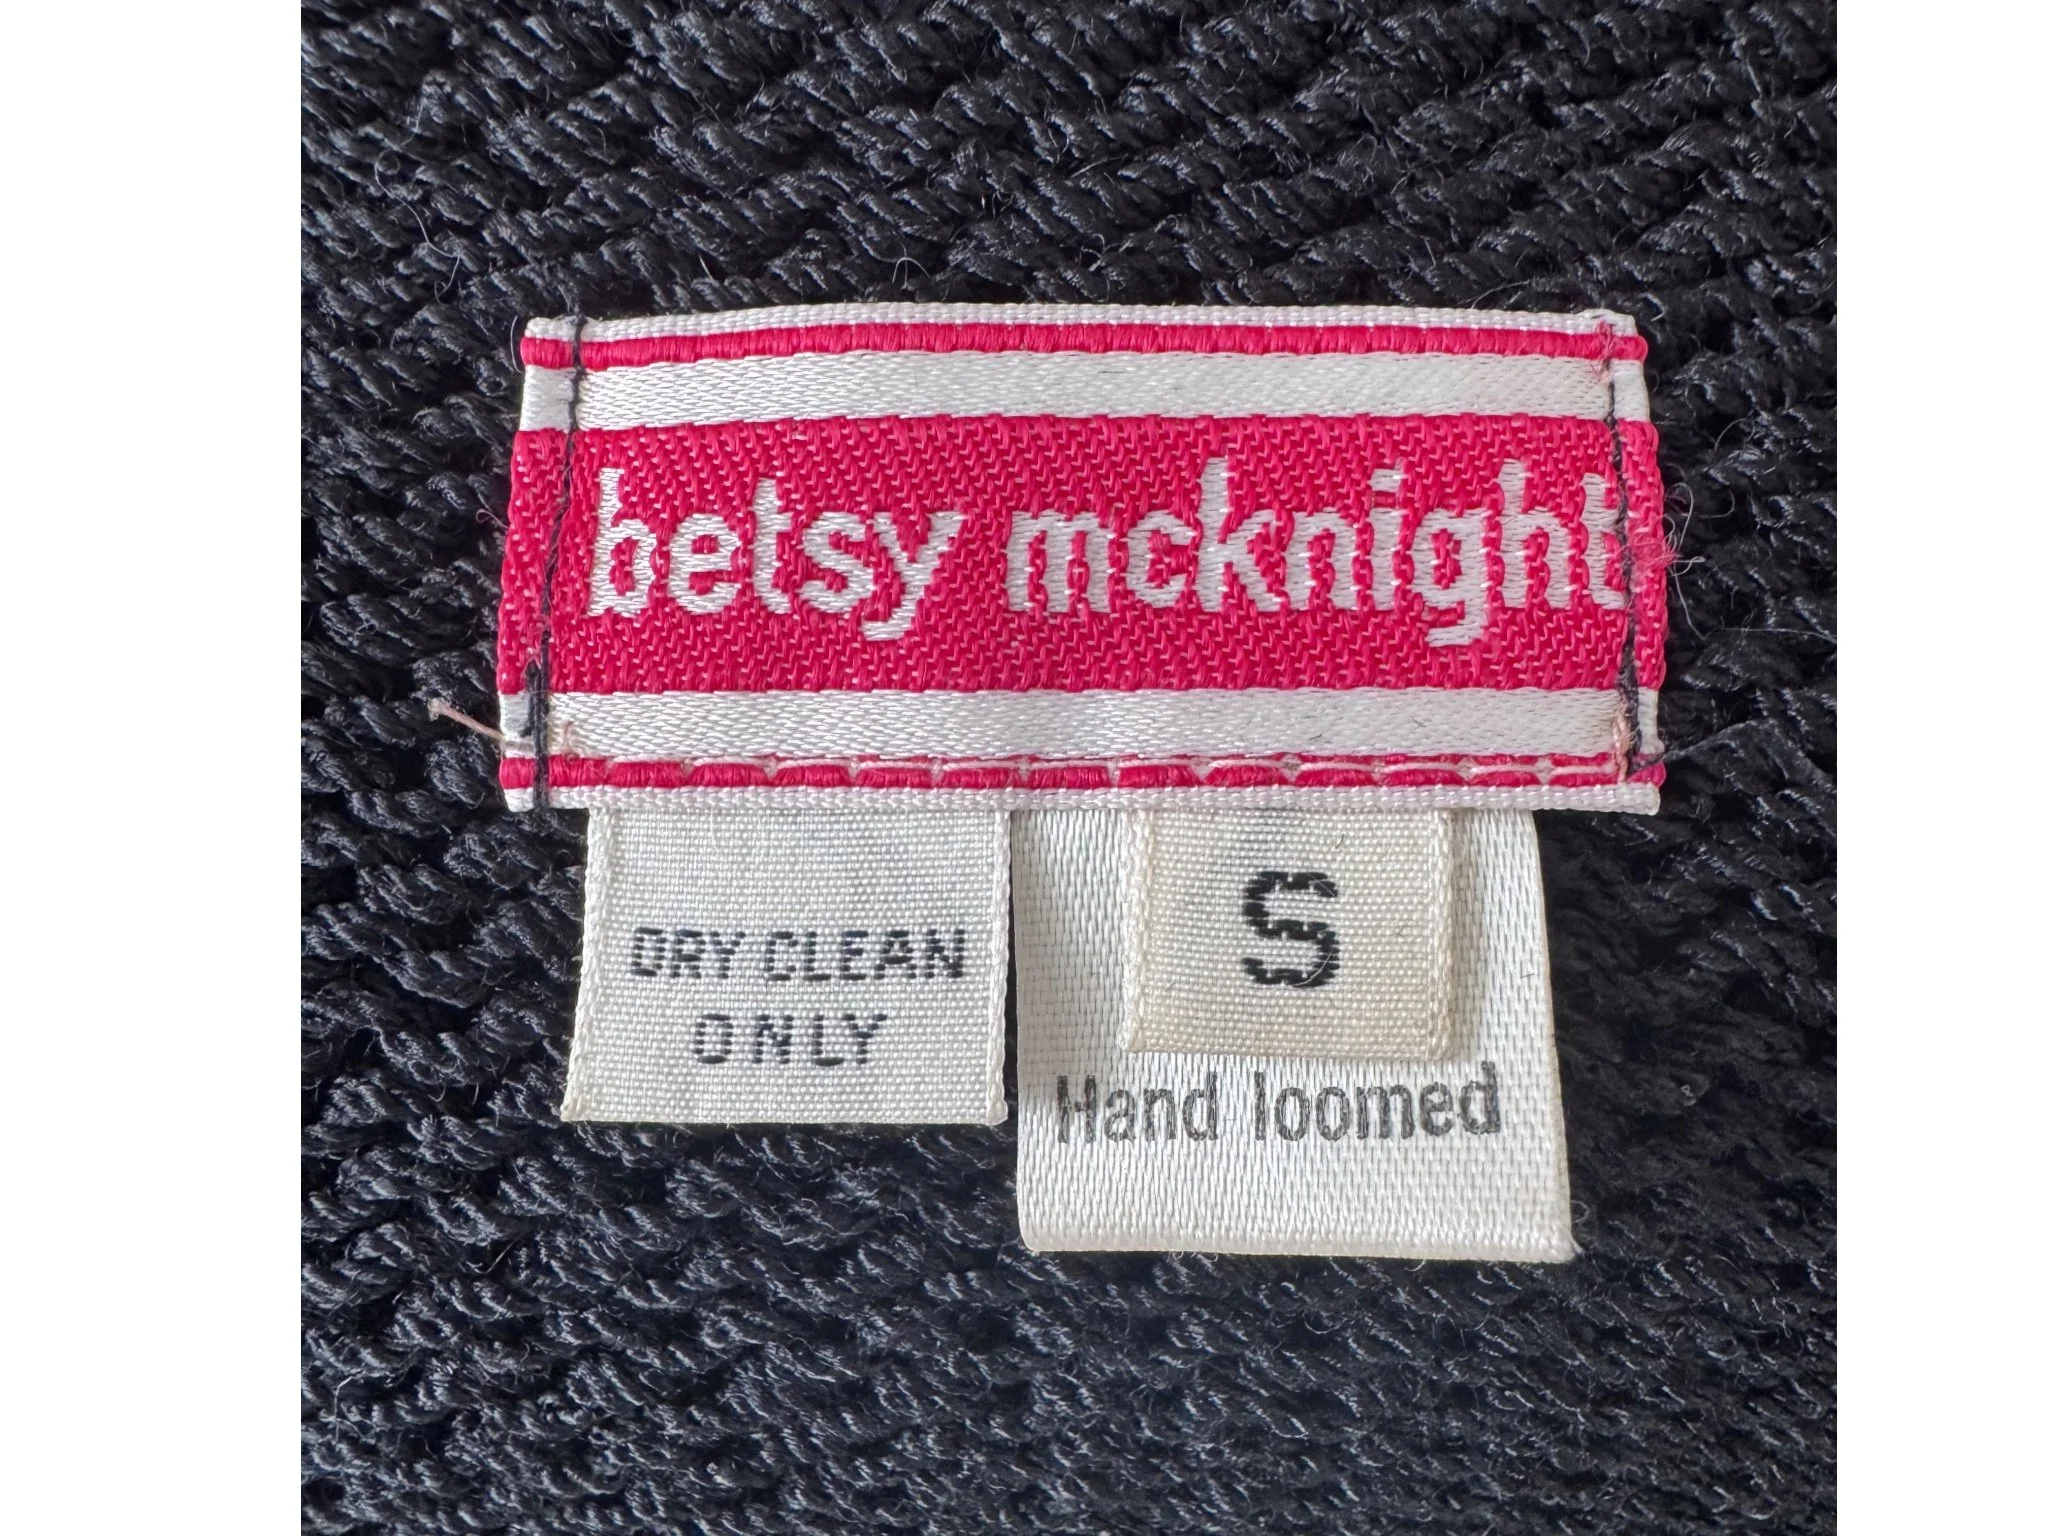 betsy mcknight
DRY CLEAN
ONLY
S
Hand loomed